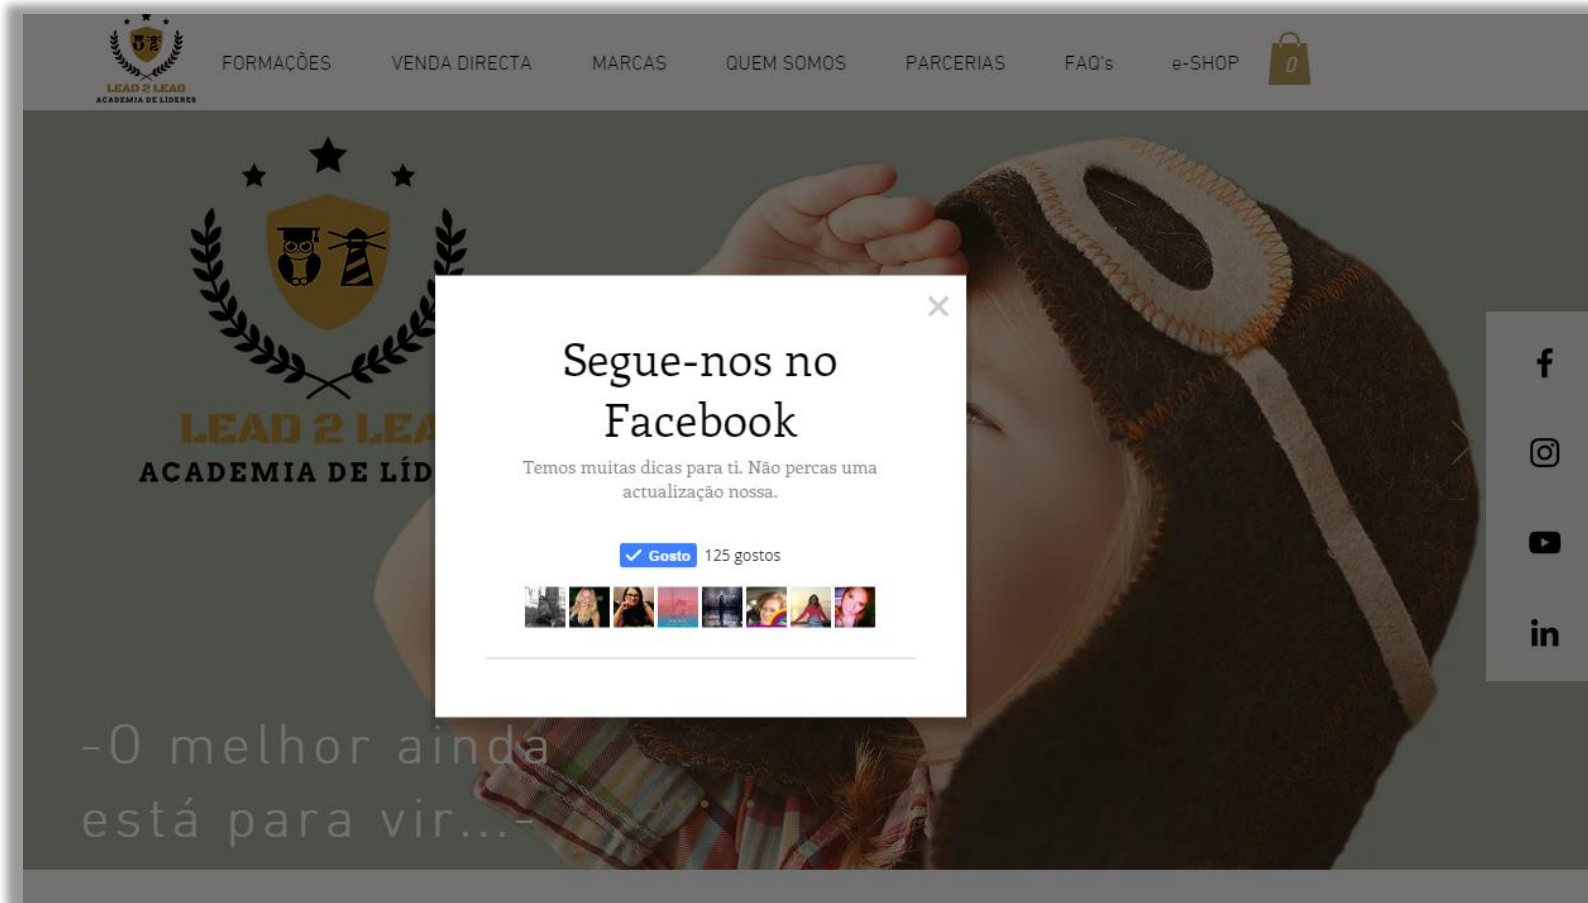 LEAD 2 LEAD
ACADEMIA DE LÍDERES
FORMAÇÕES
VENDA DIRECTA
MARCAS
QUEM SOMOS
PARCERIAS
FAQ's
e-SHOP
0
LEAD 2 LEA
ACADEMIA DE LÍD
Segue-nos no
Facebook
Temos muitas dicas para ti. Não percas uma
actualização nossa.
Gosto 125 gostos
-O melhor ainda
está para vir...-
f
in